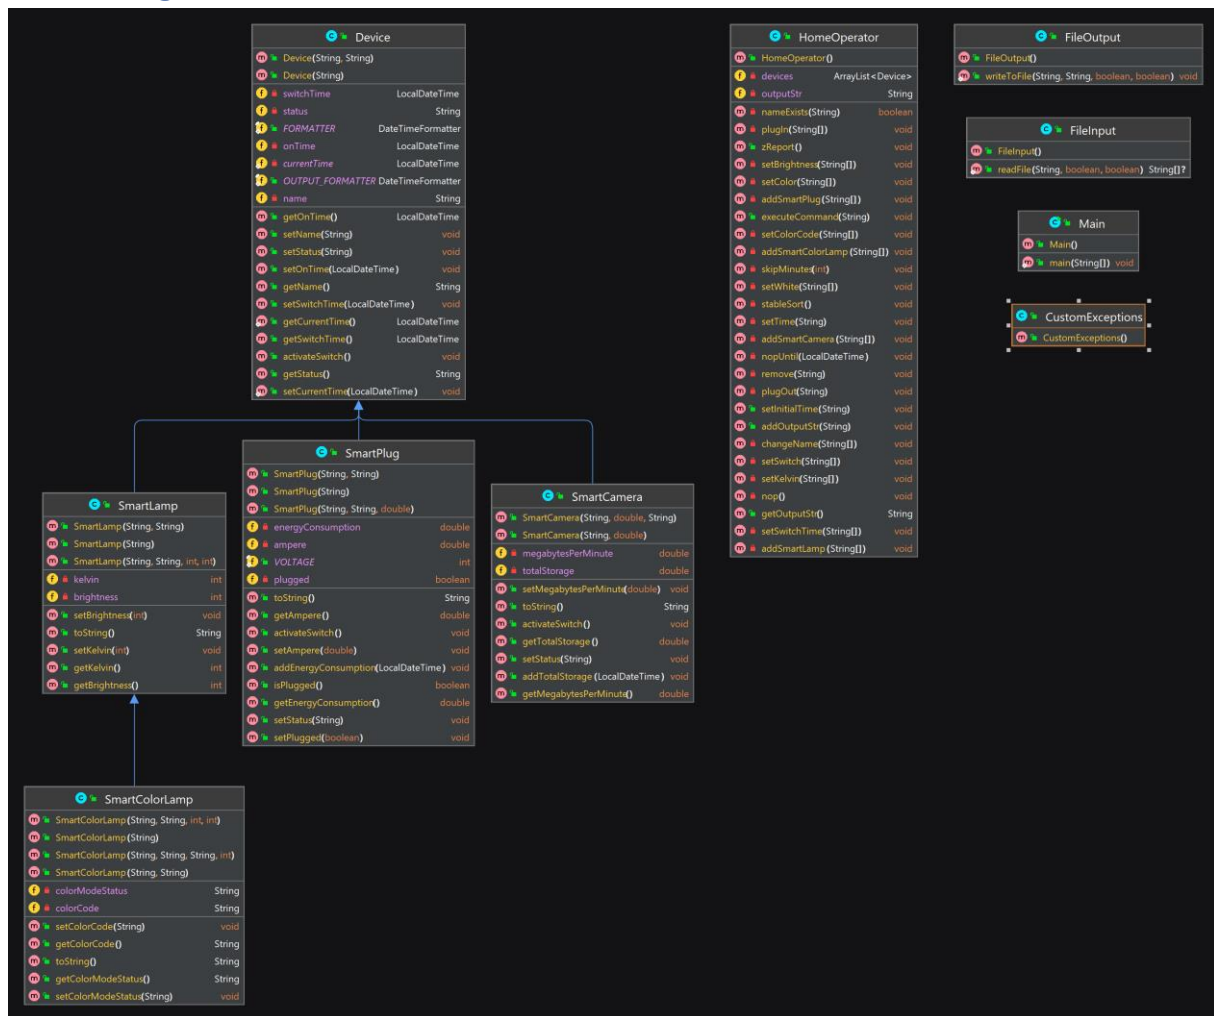 Device
Device(String, String)
Device(String)
switchTime LocalDateTime
status String
FORMATTER DateTimeFormatter
onTime LocalDateTime
currentTime LocalDateTime
OUTPUT_FORMATTER DateTimeFormatter
name String
getOnTime() LocalDateTime
setName(String) void
setStatus(String) void
setOnTime(LocalDateTime) void
getName() String
setSwitchTime(LocalDateTime) void
getCurrentTime() LocalDateTime
getSwitchTime() LocalDateTime
activateSwitch() void
getStatus() String
setCurrentTime(LocalDateTime) void
HomeOperator
HomeOperator()
devices ArrayList<Device>
outputStr String
nameExists(String) boolean
plugIn(String[]) void
zReport() void
setBrightness(String[]) void
setColor(String[]) void
addSmartPlug(String[]) void
executeCommand(String) void
setColorCode(String[]) void
addSmartColorLamp(String[]) void
skipMinutes(int) void
setWhite(String[]) void
stableSort() void
setTime(String) void
addSmartCamera(String[]) void
nopUntil(LocalDateTime) void
remove(String) void
plugOut(String) void
setInitialTime(String) void
addOutputStr(String) void
changeName(String[]) void
setSwitch(String[]) void
setKelvin(String[]) void
nop() void
getOutputStr() String
setSwitchTime(String[]) void
addSmartLamp(String[]) void
FileOutput
FileOutput()
writeToFile(String, String, boolean, boolean) void
FileInput
FileInput()
readFile(String, boolean, boolean) String[]?
Main
Main()
main(String[]) void
CustomExceptions
CustomExceptions()
SmartLamp
SmartLamp(String, String)
SmartLamp(String)
SmartLamp(String, String, int, int)
kelvin int
brightness int
setBrightness(int) void
toString() String
setKelvin(int) void
getKelvin() int
getBrightness() int
SmartPlug
SmartPlug(String, String)
SmartPlug(String)
SmartPlug(String, String, double)
energyConsumption double
ampere double
VOLTAGE int
plugged boolean
toString() String
getAmpere() double
activateSwitch() void
setAmpere(double) void
addEnergyConsumption(LocalDateTime) void
isPlugged() boolean
getEnergyConsumption() double
setStatus(String) void
setPlugged(boolean) void
SmartCamera
SmartCamera(String, double, String)
SmartCamera(String, double)
megabytesPerMinute double
totalStorage double
setMegabytesPerMinute(double) void
toString() String
activateSwitch() void
getTotalStorage() double
setStatus(String) void
addTotalStorage(LocalDateTime) void
getMegabytesPerMinute() double
SmartColorLamp
SmartColorLamp(String, String, int, int)
SmartColorLamp(String)
SmartColorLamp(String, String, String, int)
SmartColorLamp(String, String)
colorModeStatus String
colorCode String
setColorCode(String) void
getColorCode() String
toString() String
getColorModeStatus() String
setColorModeStatus(String) void